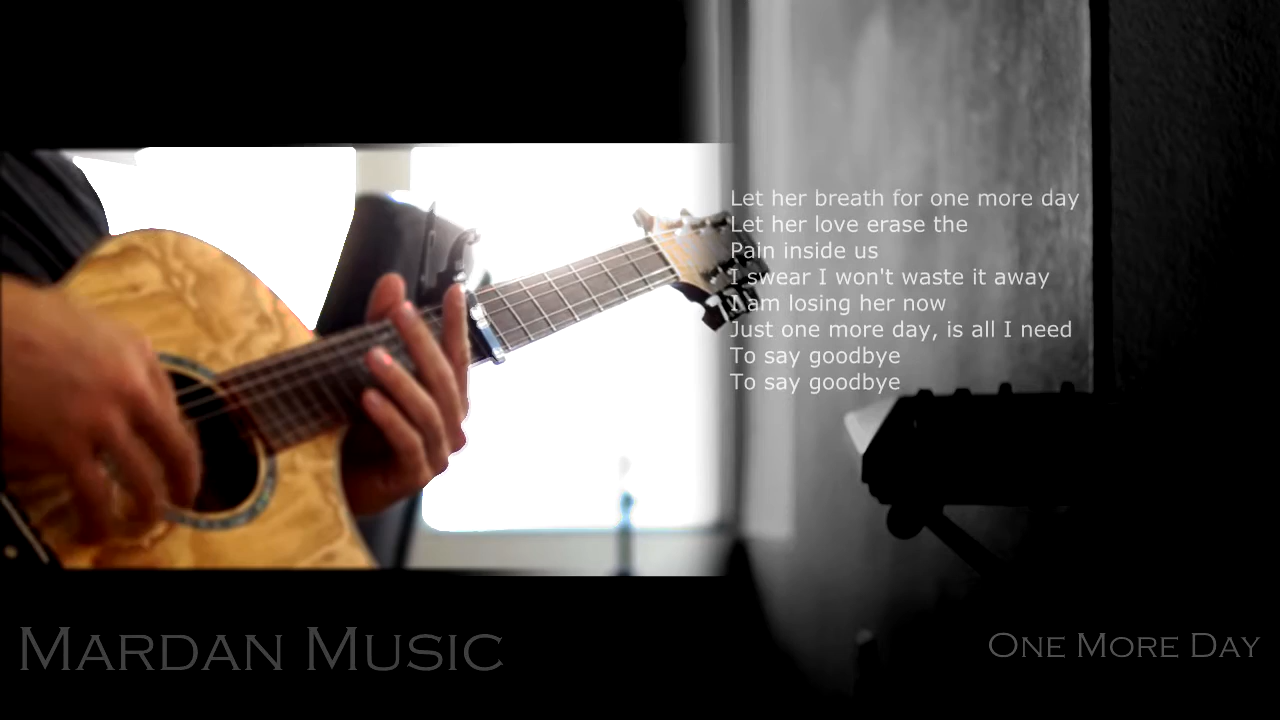 Let her breath for one more day
Let her love erase the
Pain inside us
I swear I won't waste it away
I am losing her now
Just one more day, is all I need
To say goodbye
To say goodbye
Mardan Music
One More Day